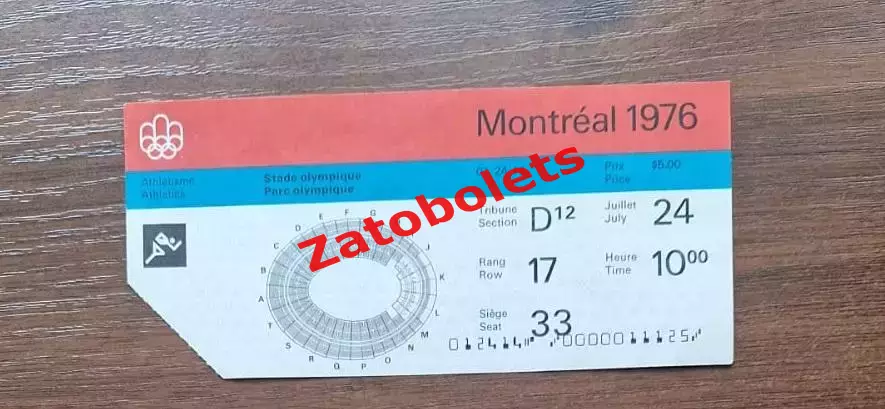 Montréal 1976
Athlétisme
Athletics
Stade olympique
Parc olympique
Prix
Price
$5.00
Zatobolets
Tribune
Section
D12
Juillet
July
24
Rang
Row
17
Heure
Time
1000
Siège
Seat
33
A B C D E F G J K L M N O P Q R S T